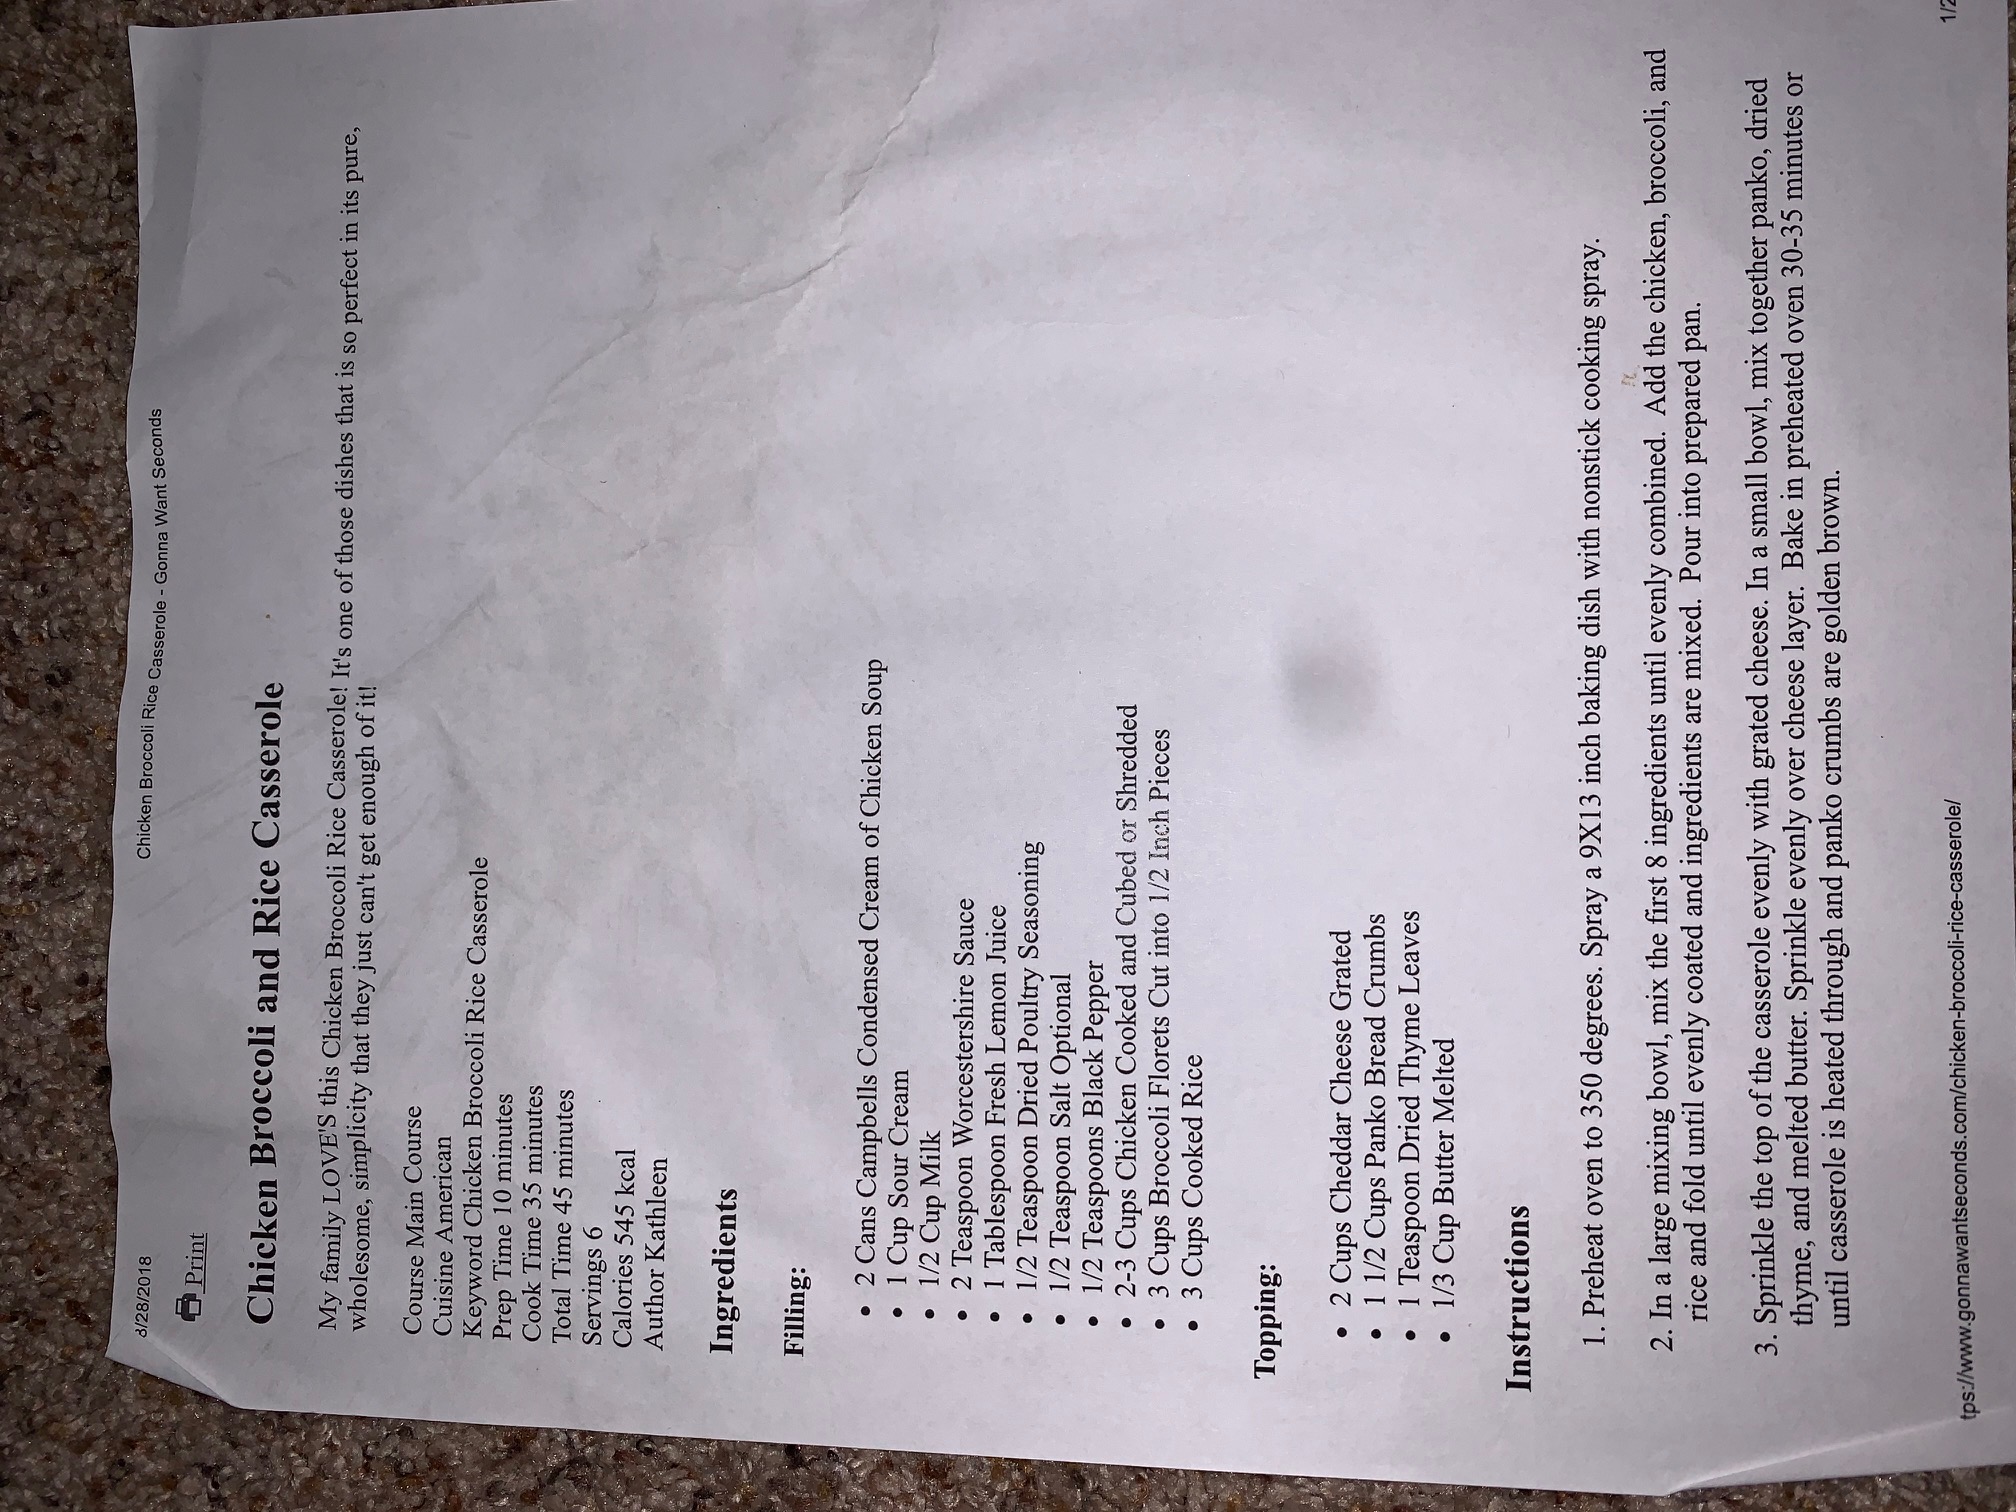 8/28/2018
Chicken Broccoli Rice Casserole - Gonna Want Seconds
Print
Chicken Broccoli and Rice Casserole
My family LOVE'S this Chicken Broccoli Rice Casserole! It's one of those dishes that is so perfect in its pure,
wholesome, simplicity that they just can't get enough of it!
Course Main Course
Cuisine American
Keyword Chicken Broccoli Rice Casserole
Prep Time 10 minutes
Cook Time 35 minutes
Total Time 45 minutes
Servings 6
Calories 545 kcal
Author Kathleen
Ingredients
Filling:
• 2 Cans Campbells Condensed Cream of Chicken Soup
• 1 Cup Sour Cream
• 1/2 Cup Milk
• 2 Teaspoon Worcestershire Sauce
• 1 Tablespoon Fresh Lemon Juice
• 1/2 Teaspoon Dried Poultry Seasoning
• 1/2 Teaspoon Salt Optional
• 1/2 Teaspoons Black Pepper
• 2-3 Cups Chicken Cooked and Cubed or Shredded
• 3 Cups Broccoli Florets Cut into 1/2 Inch Pieces
• 3 Cups Cooked Rice
Topping:
• 2 Cups Cheddar Cheese Grated
• 1 1/2 Cups Panko Bread Crumbs
• 1 Teaspoon Dried Thyme Leaves
• 1/3 Cup Butter Melted
Instructions
1. Preheat oven to 350 degrees. Spray a 9X13 inch baking dish with nonstick cooking spray.
2. In a large mixing bowl, mix the first 8 ingredients until evenly combined. Add the chicken, broccoli, and
rice and fold until evenly coated and ingredients are mixed. Pour into prepared pan.
3. Sprinkle the top of the casserole evenly with grated cheese. In a small bowl, mix together panko, dried
thyme, and melted butter. Sprinkle evenly over cheese layer. Bake in preheated oven 30-35 minutes or
until casserole is heated through and panko crumbs are golden brown.
tps://www.gonnawantseconds.com/chicken-broccoli-rice-casserole/
1/2